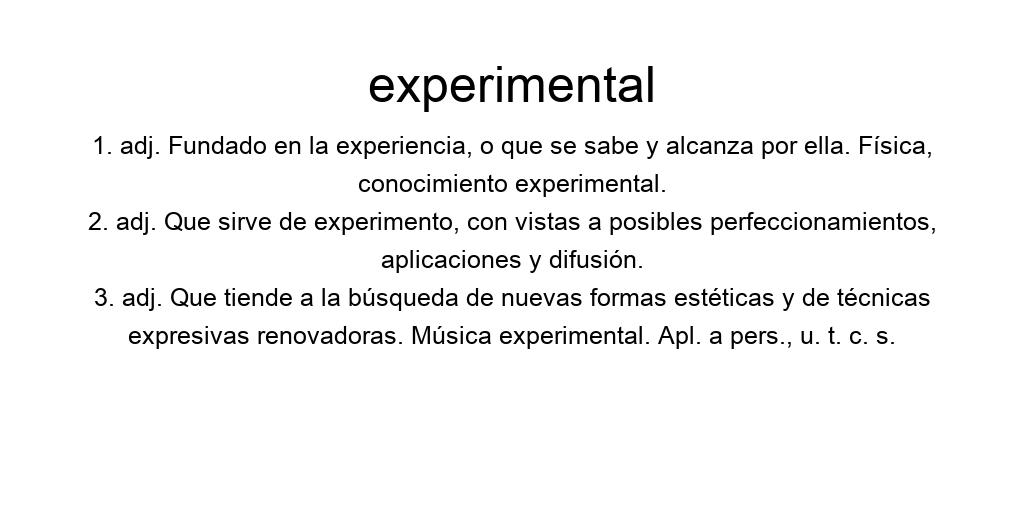 experimental
1. adj. Fundado en la experiencia, o que se sabe y alcanza por ella. Física,
conocimiento experimental.
2. adj. Que sirve de experimento, con vistas a posibles perfeccionamientos,
aplicaciones y difusión.
3. adj. Que tiende a la búsqueda de nuevas formas estéticas y de técnicas
expresivas renovadoras. Música experimental. Apl. a pers., u. t. c. s.